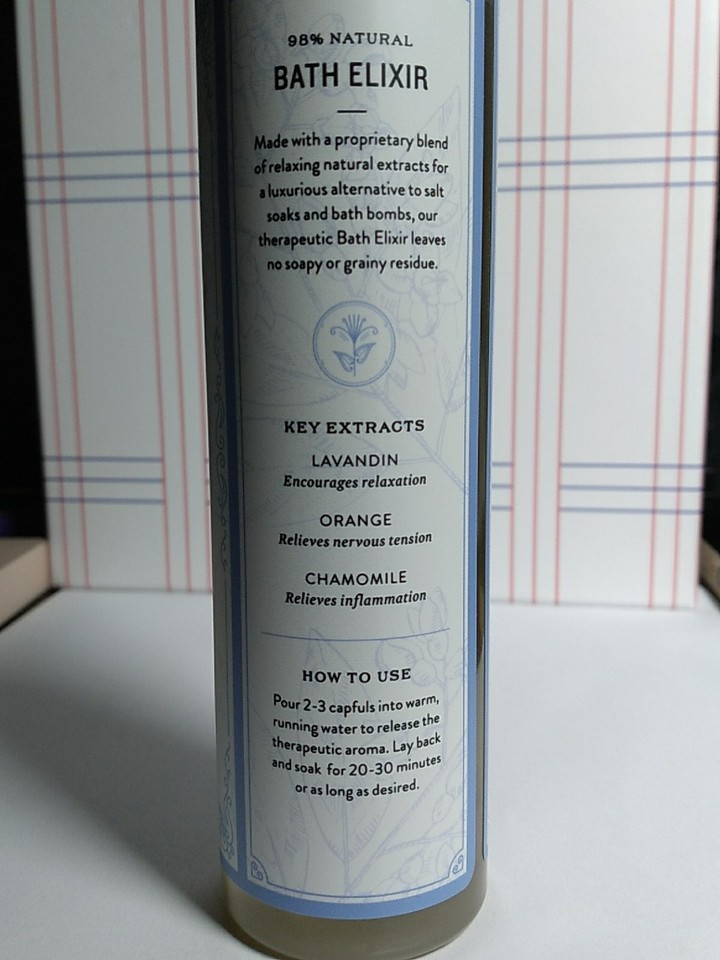 98% NATURAL
BATH ELIXIR
Made with a proprietary blend
of relaxing natural extracts for
a luxurious alternative to salt
soaks and bath bombs, our
therapeutic Bath Elixir leaves
no soapy or grainy residue.
KEY EXTRACTS
LAVANDIN
Encourages relaxation
ORANGE
Relieves nervous tension
CHAMOMILE
Relieves inflammation
HOW TO USE
Pour 2-3 capfuls into warm,
running water to release the
therapeutic aroma. Lay back
and soak for 20-30 minutes
or as long as desired.